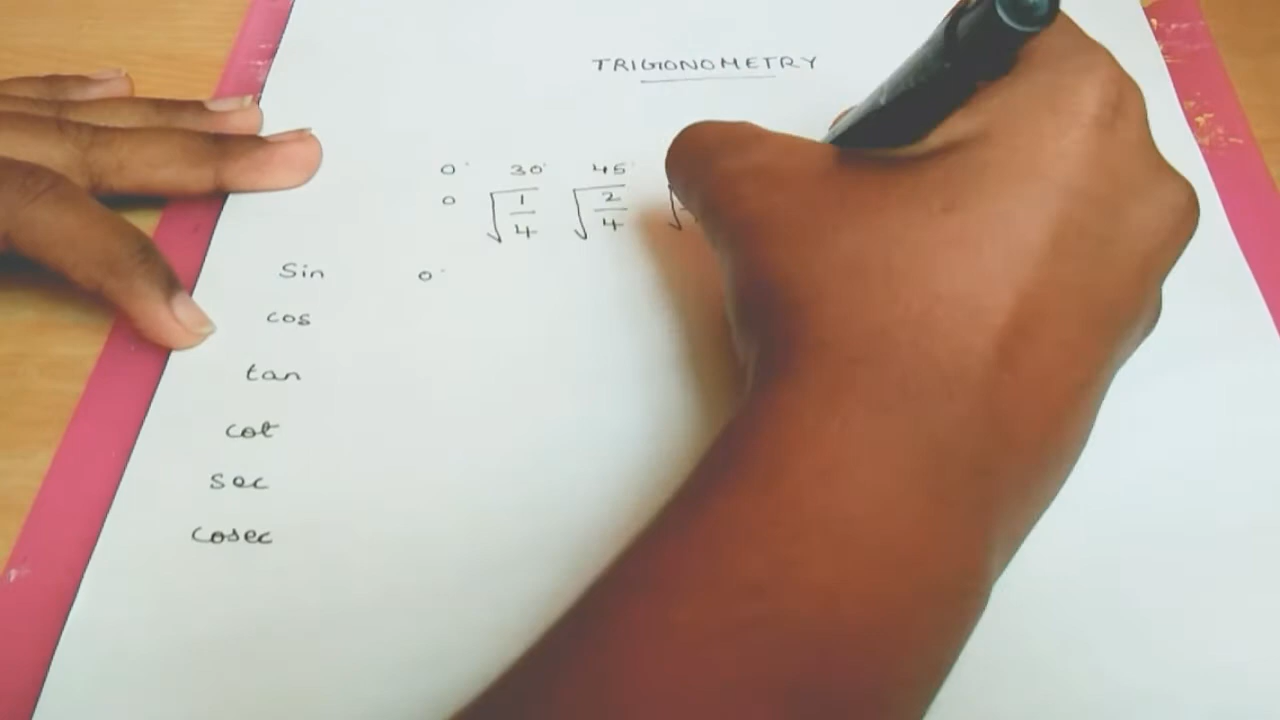 TRIGONOMETRY
0° 30° 45°
0 √1/4 √2/4 √
Sin 0°
cos
tan
cot
sec
cosec